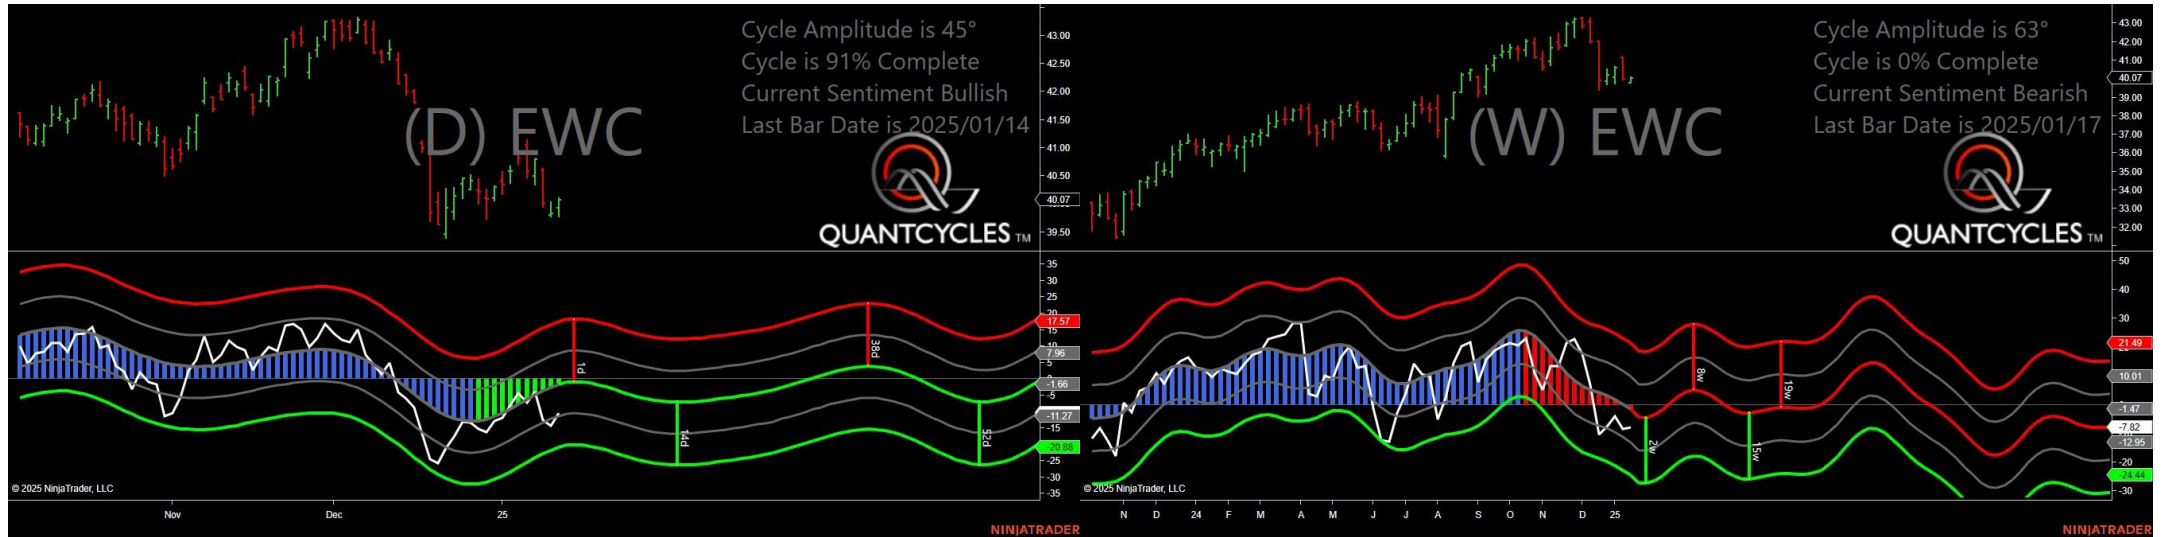 Cycle Amplitude is 45°
Cycle is 91% Complete
Current Sentiment Bullish
Last Bar Date is 2025/01/14
(D) EWC
QUANTCYCLES TM
43.00
42.50
42.00
41.50
41.00
40.50
40.07
39.50
35
30
25
20
17.57
15
10
7.96
5
-1.66
-5
-11.27
-15
-20.88
-25
-30
-35
1d
14d
38d
52d
© 2025 NinjaTrader, LLC
Nov
Dec
25
NINJATRADER
Cycle Amplitude is 63°
Cycle is 0% Complete
Current Sentiment Bearish
Last Bar Date is 2025/01/17
(W) EWC
QUANTCYCLES TM
43.00
42.00
41.00
40.07
39.00
38.00
37.00
36.00
35.00
34.00
33.00
32.00
50
40
30
21.49
10.01
-1.47
-7.82
-12.95
-20
-24.44
-30
2w
8w
15w
19w
© 2025 NinjaTrader, LLC
N D 24 F M A M J J A S O N D 25
NINJATRADER